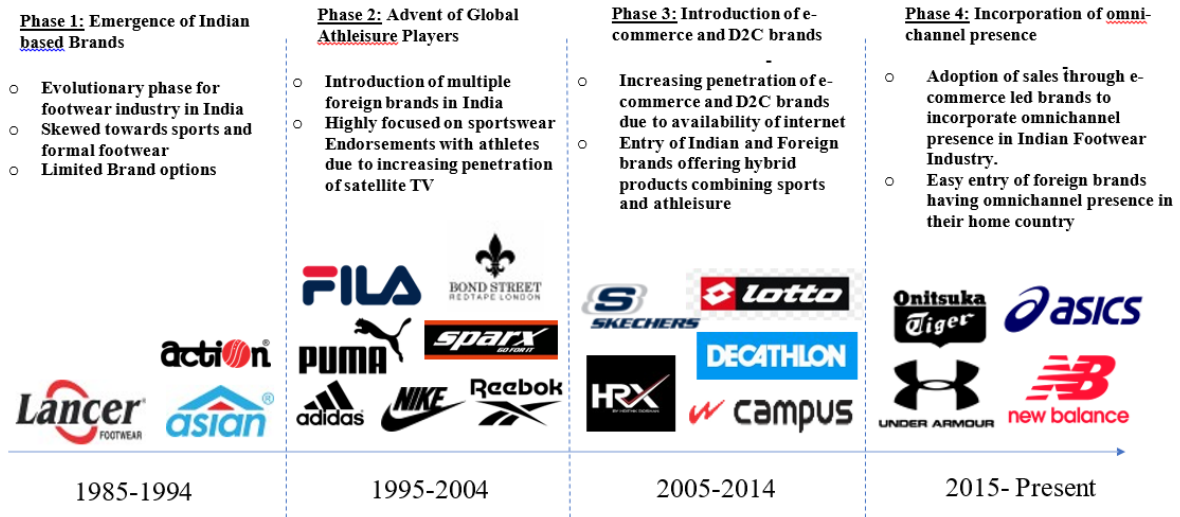 Phase 1: Emergence of Indian
based Brands
○ Evolutionary phase for
footwear industry in India
○ Skewed towards sports and
formal footwear
○ Limited Brand options
action®
Lancer®
FOOTWEAR
asian®
1985-1994
Phase 2: Advent of Global
Athleisure Players
○ Introduction of multiple
foreign brands in India
○ Highly focused on sportswear
Endorsements with athletes
due to increasing penetration
of satellite TV
FILA
BOND STREET
REDTAPE LONDON
PUMA
sparx
GO FOR IT
adidas
NIKE
Reebok
1995-2004
Phase 3: Introduction of e-
commerce and D2C brands
-
○ Increasing penetration of e-
commerce and D2C brands
due to availability of internet
○ Entry of Indian and Foreign
brands offering hybrid
products combining sports
and athleisure
S
SKECHERS
lotto
DECATHLON
HRX
BY HRITHIK ROSHAN
campus
2005-2014
Phase 4: Incorporation of omni-
channel presence
○ Adoption of sales through e-
commerce led brands to
incorporate omnichannel
presence in Indian Footwear
Industry.
○ Easy entry of foreign brands
having omnichannel presence in
their home country
Onitsuka
Tiger
asics
UNDER ARMOUR
NB
new balance
2015- Present